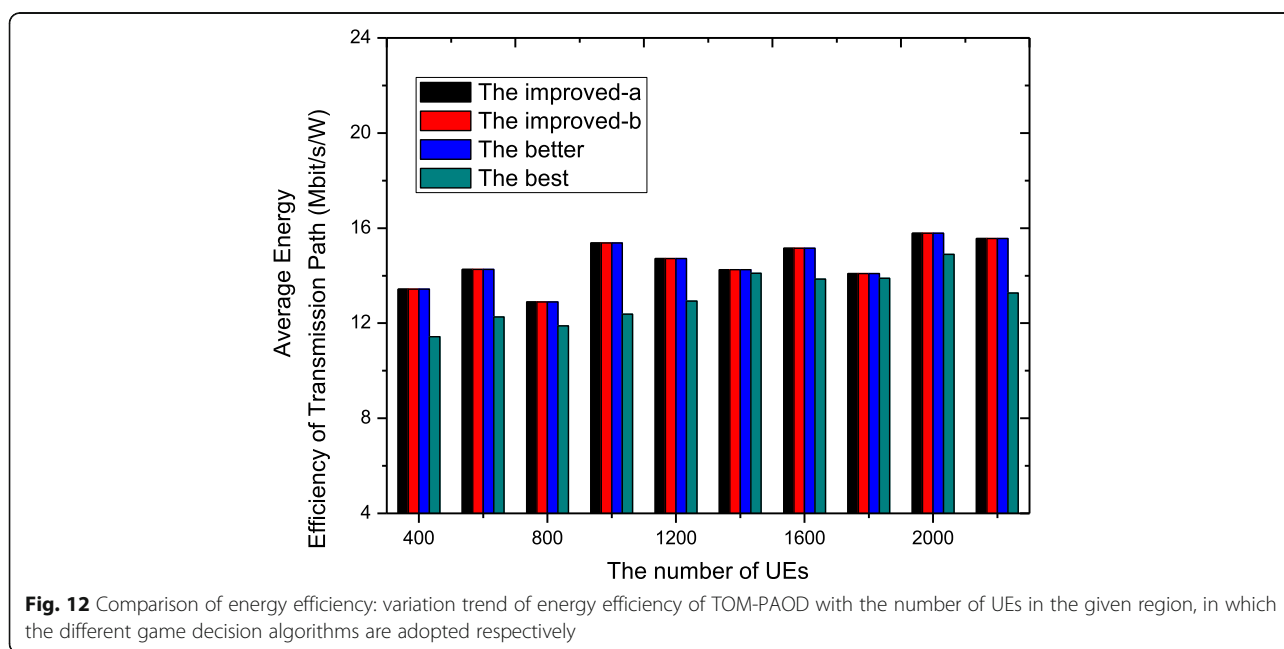 24
20
16
12
8
4
Average Energy
Efficiency of Transmission Path (Mbit/s/W)
The improved-a
The improved-b
The better
The best
400
800
1200
1600
2000
The number of UEs
Fig. 12 Comparison of energy efficiency: variation trend of energy efficiency of TOM-PAOD with the number of UEs in the given region, in which
the different game decision algorithms are adopted respectively